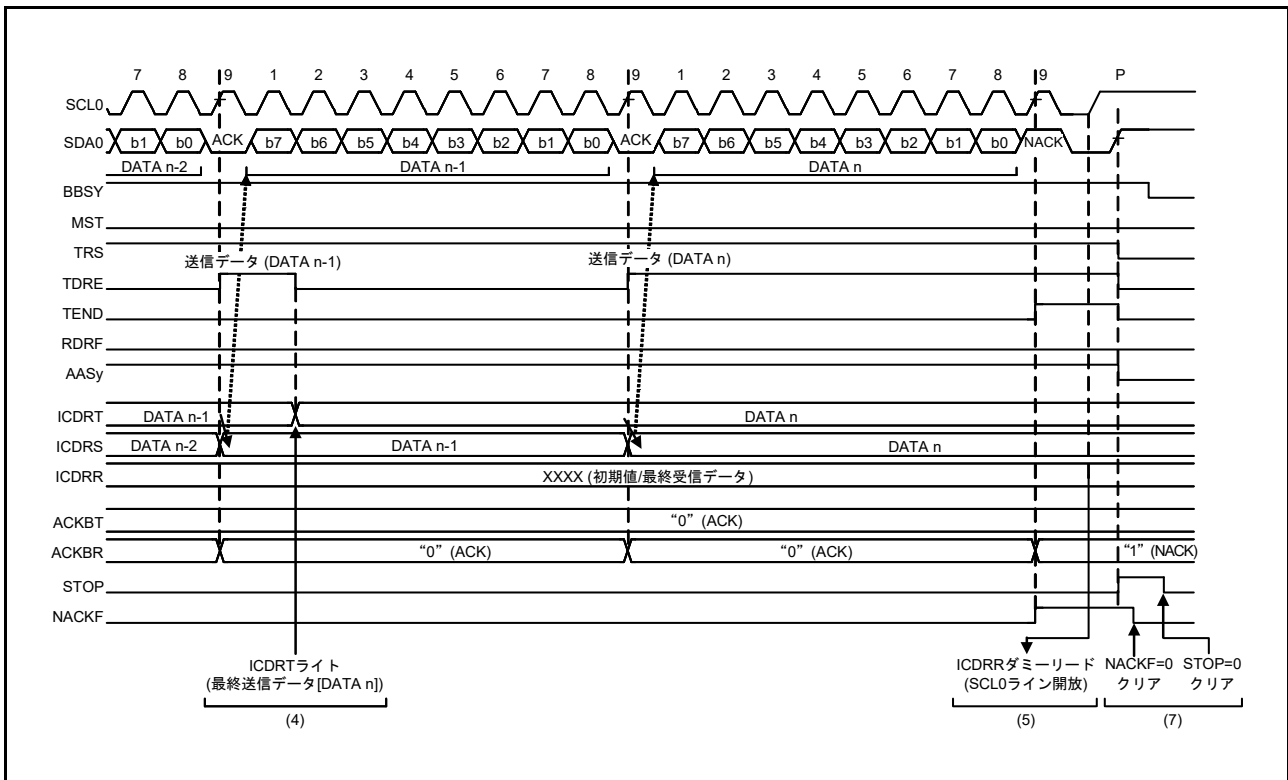 7 8 9 1 2 3 4 5 6 7 8 9 1 2 3 4 5 6 7 8 9 P
SCL0
SDA0 b1 b0 ACK b7 b6 b5 b4 b3 b2 b1 b0 ACK b7 b6 b5 b4 b3 b2 b1 b0 NACK
DATA n-2 DATA n-1 DATA n
BBSY
MST
TRS
送信データ (DATA n-1) 送信データ (DATA n)
TDRE
TEND
RDRF
AASy
ICDRT DATA n-1 DATA n
ICDRS DATA n-2 DATA n-1 DATA n
ICDRR XXXX (初期値/最終受信データ)
ACKBT “0” (ACK)
ACKBR “0” (ACK) “0” (ACK) “1” (NACK)
STOP
NACKF
ICDRTライト ICDRRダミーリード NACKF=0 STOP=0
(最終送信データ[DATA n]) (SCL0ライン開放) クリア クリア
(4) (5) (7)